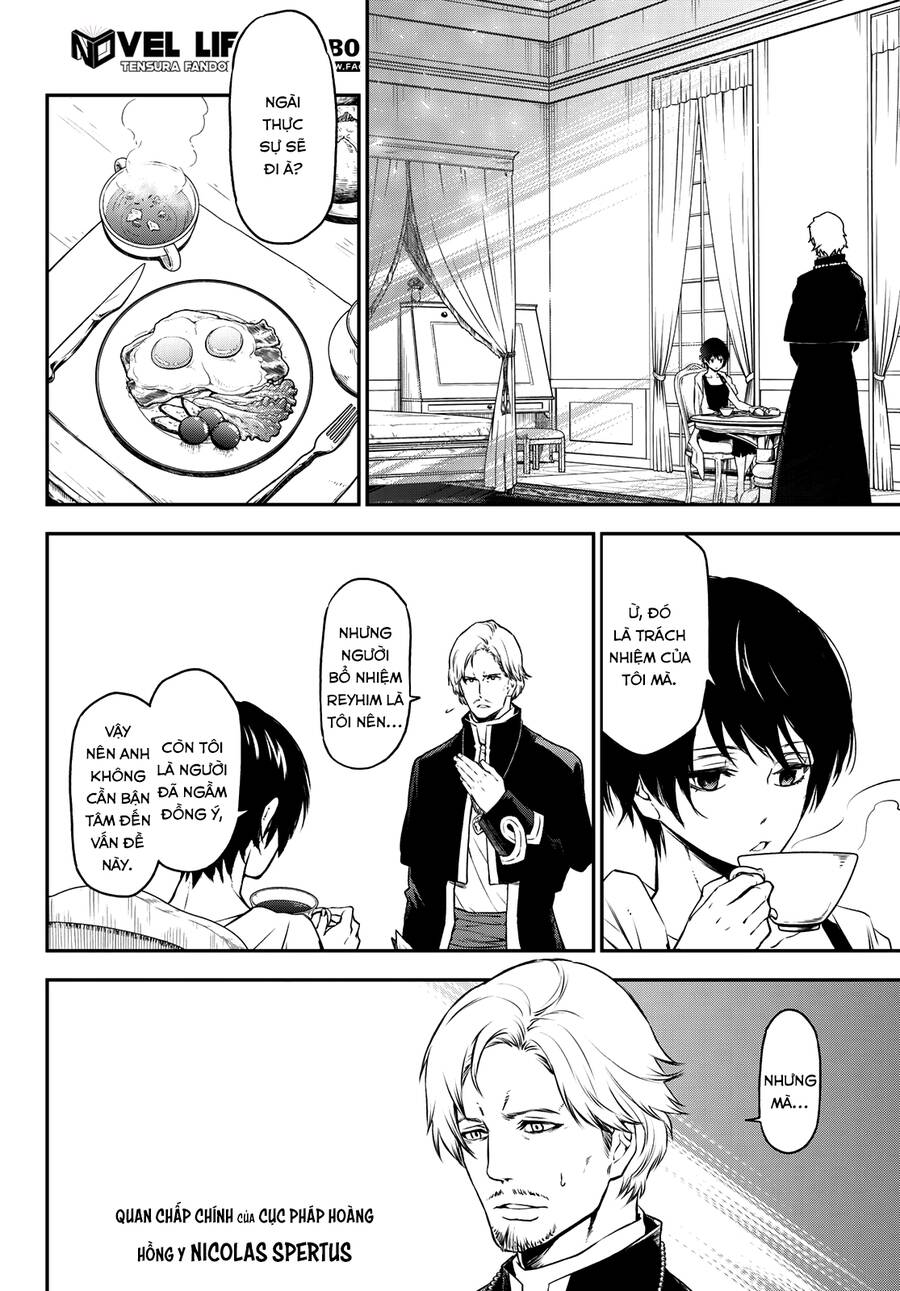 NOVEL LIF
BO
TENSURA FANDO
W.FAC
NGÀI
THỰC
SỰ SẼ
ĐI À?
Ừ, ĐÓ
LÀ TRÁCH
NHIỆM CỦA
TÔI MÀ.
NHƯNG
NGƯỜI
BỔ NHIỆM
REYHIM LÀ
TÔI NÊN...
CÒN TÔI
LÀ NGƯỜI
ĐÃ NGẦM
ĐỒNG Ý,
VẬY
NÊN ANH
KHÔNG
CẦN BẬN
TÂM ĐẾN
VẤN ĐỀ
NÀY.
NHƯNG
MÀ...
QUAN CHẤP CHÍNH CỦA CỤC PHÁP HOÀNG
HỒNG Y NICOLAS SPERTUS